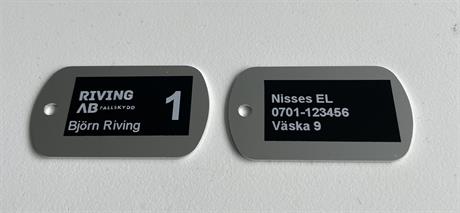 RIVING
AB FALLSKYDD
1
Björn Riving
Nisses EL
0701-123456
Väska 9